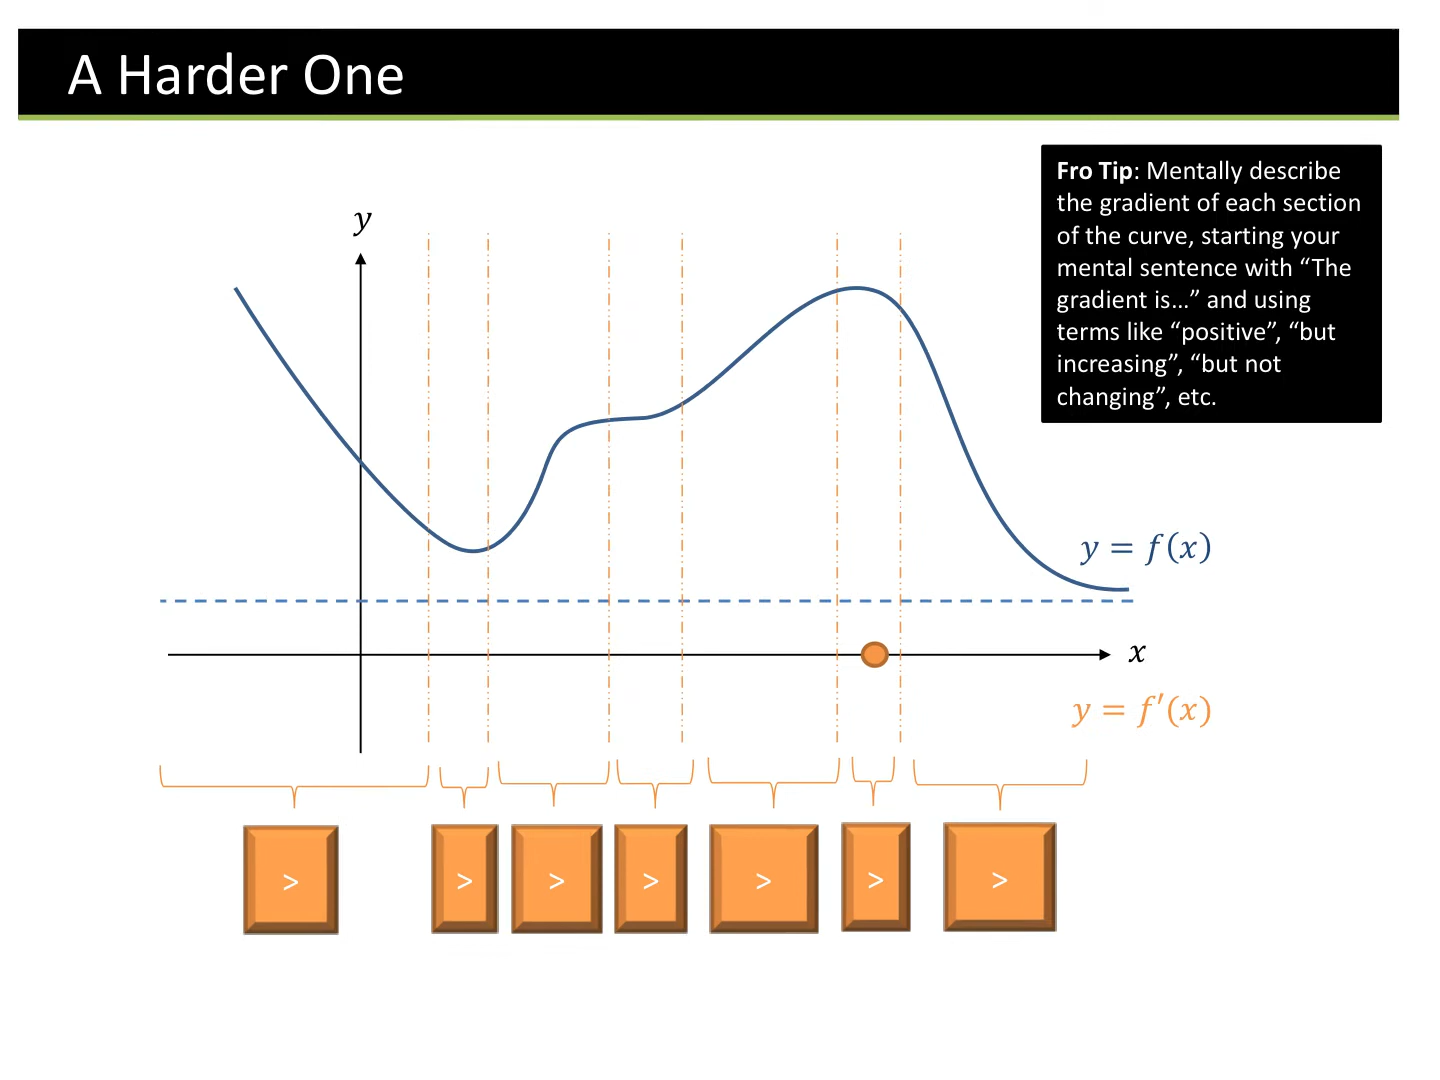 A Harder One
Fro Tip: Mentally describe
the gradient of each section
of the curve, starting your
mental sentence with “The
gradient is…” and using
terms like “positive”, “but
increasing”, “but not
changing”, etc.
y
y = f(x)
x
y = f′(x)
> > > > > > >